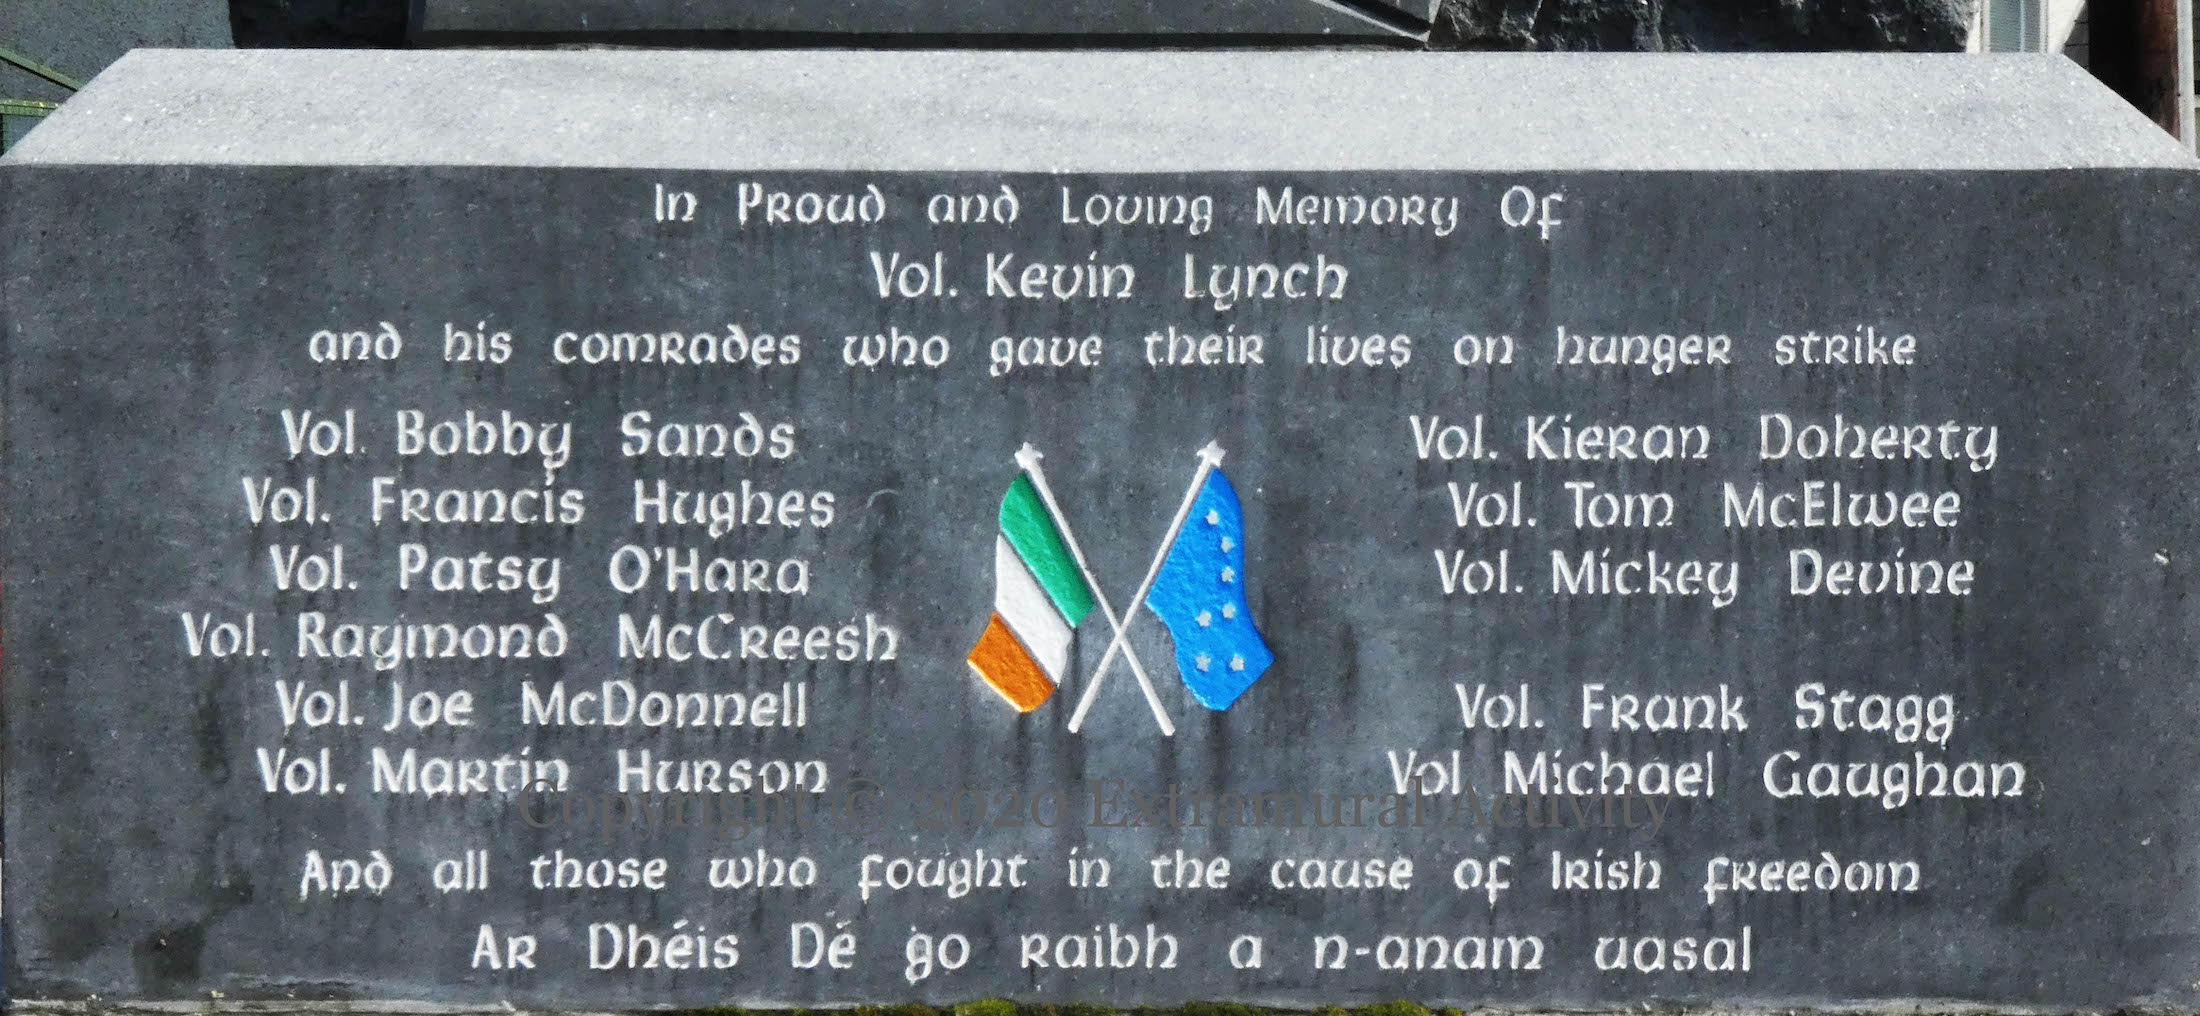 In Proud and Loving Memory Of
Vol. Kevin Lynch
and his comrades who gave their lives on hunger strike
Vol. Bobby Sands
Vol. Francis Hughes
Vol. Patsy O'Hara
Vol. Raymond McCreesh
Vol. Joe McDonnell
Vol. Martin Hurson
Vol. Kieran Doherty
Vol. Tom McElwee
Vol. Mickey Devine
Vol. Frank Stagg
Vol. Michael Gaughan
Copyright © 2020 Extramural Activity
And all those who fought in the cause of Irish freedom
Ar Dhéis Dé go raibh a n-anam uasal